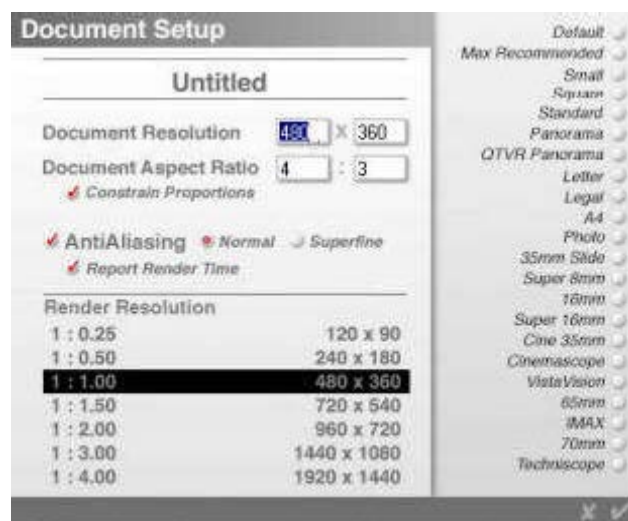 Document Setup
Untitled
Document Resolution 480 X 360
Document Aspect Ratio 4 : 3
Constrain Proportions
AntiAliasing Normal Superfine
Report Render Time
Render Resolution
1 : 0.25 120 x 90
1 : 0.50 240 x 180
1 : 1.00 480 x 360
1 : 1.50 720 x 540
1 : 2.00 960 x 720
1 : 3.00 1440 x 1080
1 : 4.00 1920 x 1440
Default
Max Recommended
Small
Square
Standard
Panorama
QTVR Panorama
Letter
Legal
A4
Photo
35mm Slide
Super 8mm
16mm
Super 16mm
Cine 35mm
Cinemascope
VistaVision
65mm
IMAX
70mm
Techniscope